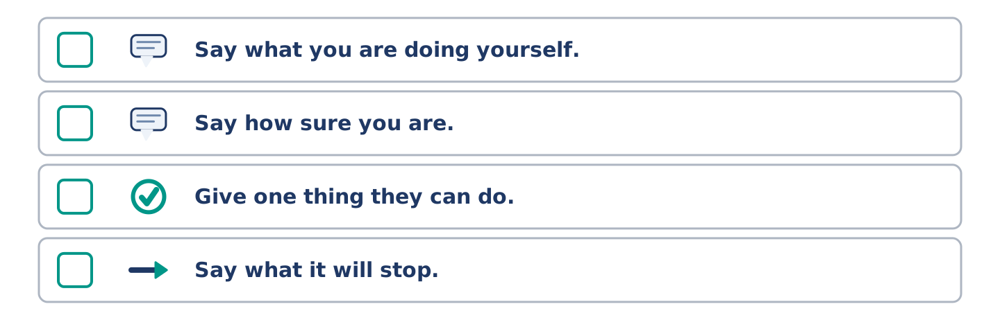 Say what you are doing yourself.
Say how sure you are.
Give one thing they can do.
Say what it will stop.